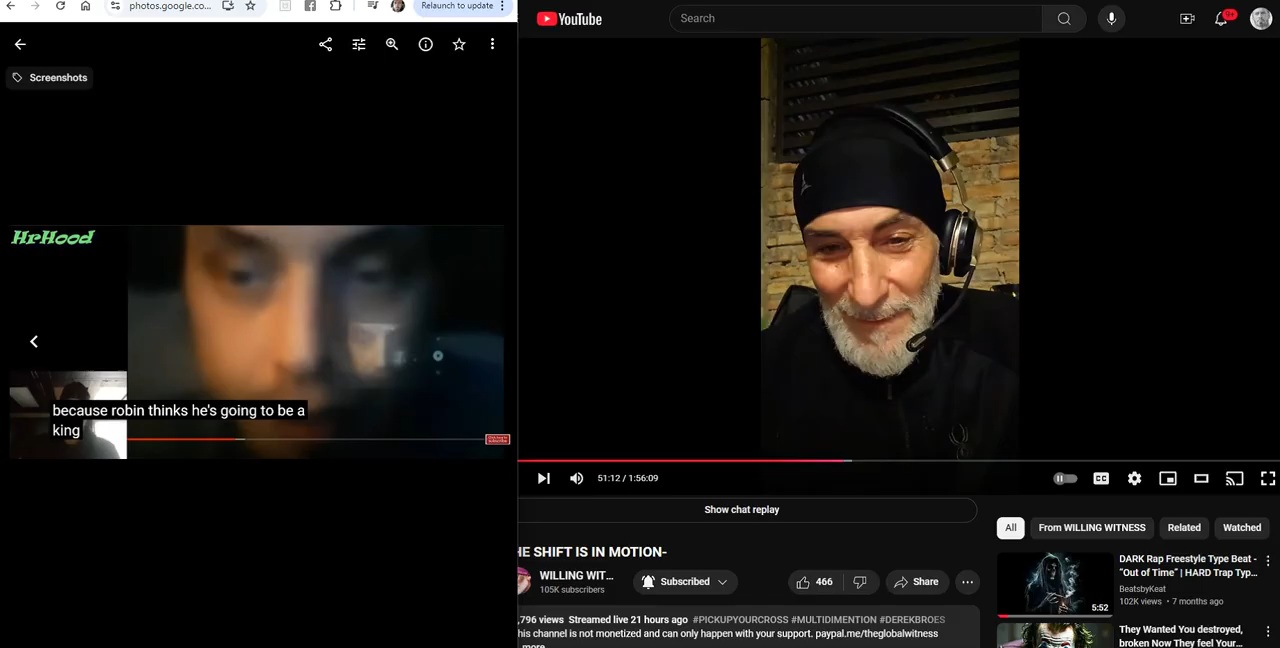 photos.google.co...
Relaunch to update
Screenshots
HrHood
because robin thinks he's going to be a
king
YouTube
Search
9+
51:12 / 1:56:09
CC
Show chat replay
HE SHIFT IS IN MOTION-
WILLING WIT...
105K subscribers
Subscribed
466
Share
,796 views Streamed live 21 hours ago #PICKUPYOURCROSS #MULTIDIMENTION #DEREKBROES
his channel is not monetized and can only happen with your support. paypal.me/theglobalwitness
All
From WILLING WITNESS
Related
Watched
DARK Rap Freestyle Type Beat -
"Out of Time" | HARD Trap Typ...
BeatsbyKeat
102K views • 7 months ago
5:52
They Wanted You destroyed,
broken Now They feel Your...